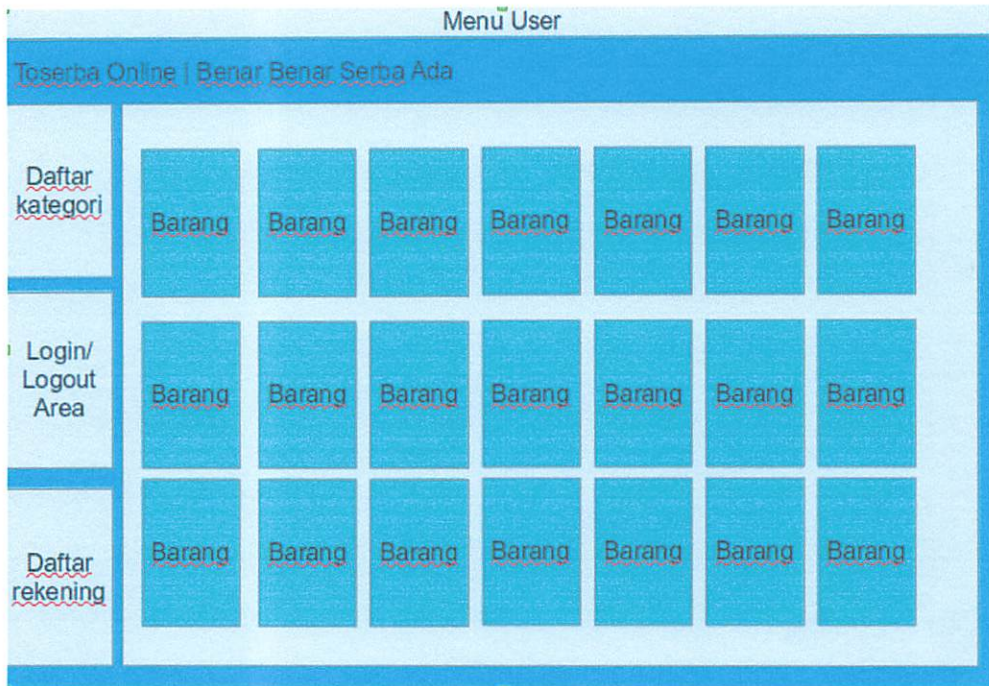 Menu User
Toserba Online | Benar Benar Serba Ada
Daftar
kategori
Barang Barang Barang Barang Barang Barang Barang
Login/
Logout
Area
Barang Barang Barang Barang Barang Barang Barang
Daftar
rekening
Barang Barang Barang Barang Barang Barang Barang